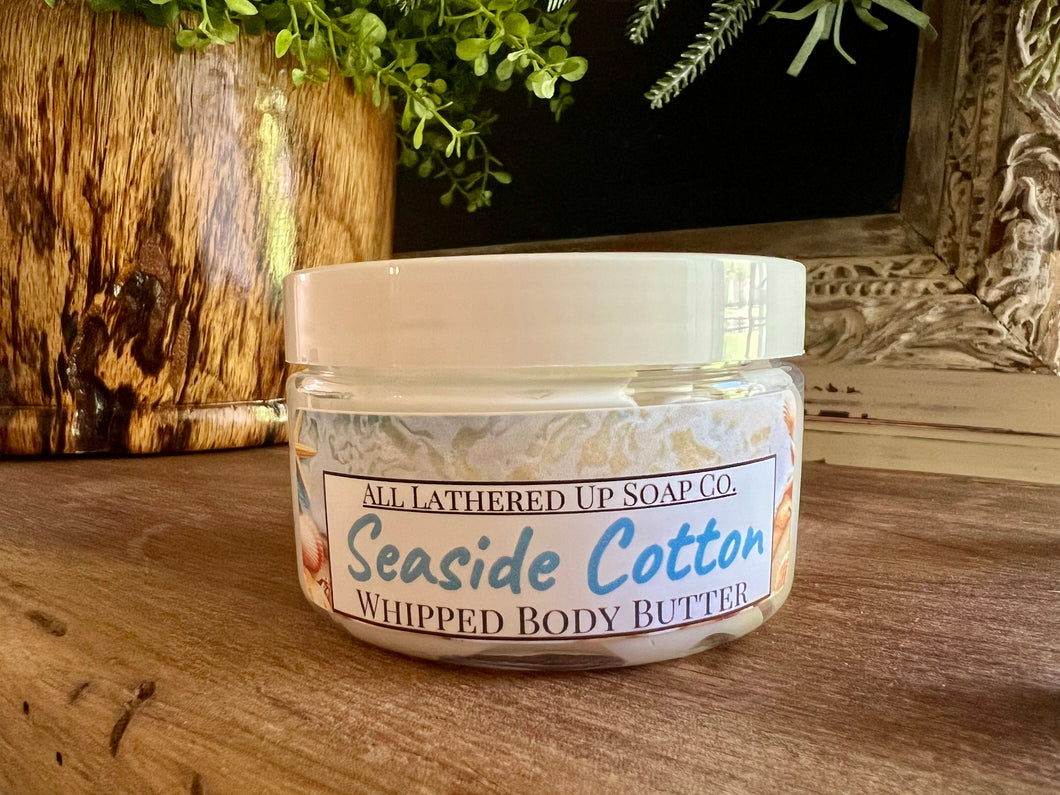 All Lathered Up Soap Co.
Seaside Cotton
Whipped Body Butter